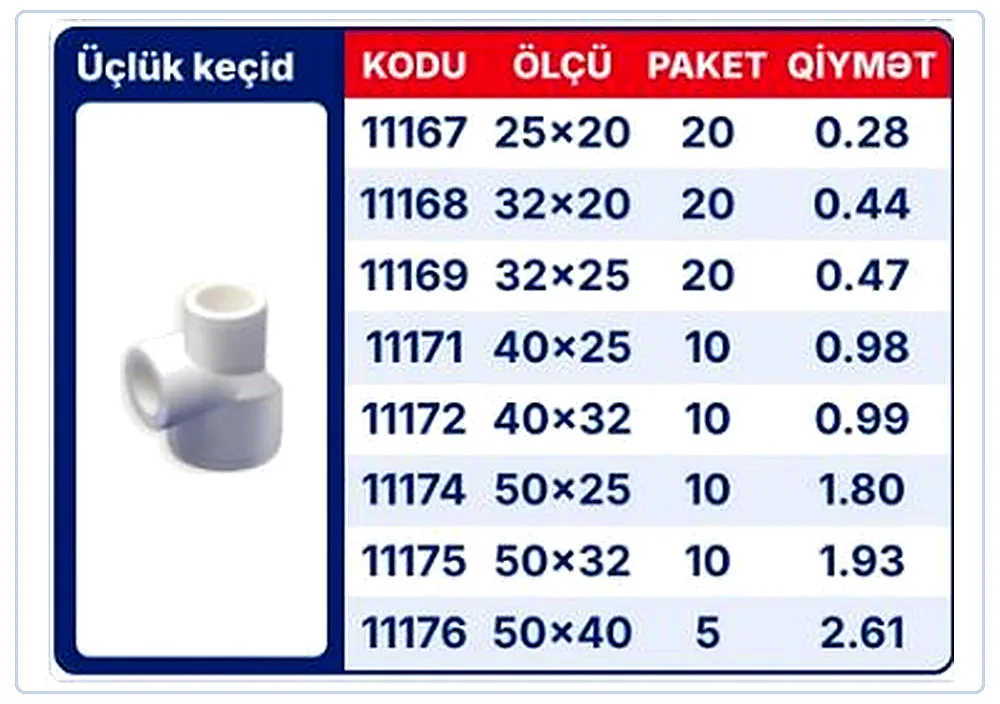 Üçlük keçid
KODU ÖLÇÜ PAKET QİYMƏT
11167 25×20 20 0.28
11168 32×20 20 0.44
11169 32×25 20 0.47
11171 40×25 10 0.98
11172 40×32 10 0.99
11174 50×25 10 1.80
11175 50×32 10 1.93
11176 50×40 5 2.61